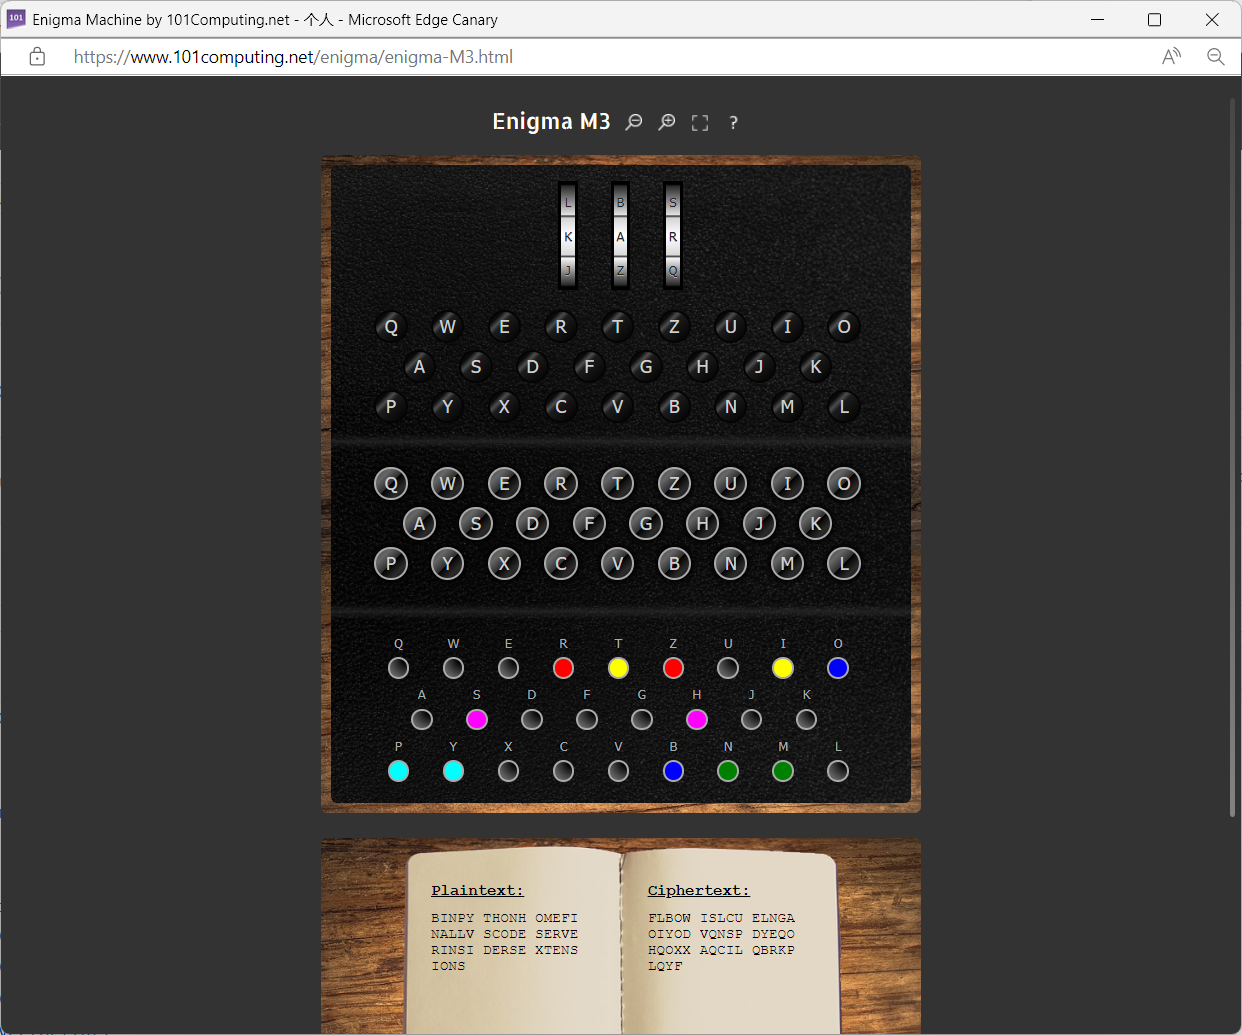 101 Enigma Machine by 101Computing.net - 个人 - Microsoft Edge Canary
https://www.101computing.net/enigma/enigma-M3.html
Enigma M3 ?
L B S
K A R
J Z Q
Q W E R T Z U I O
A S D F G H J K
P Y X C V B N M L
Q W E R T Z U I O
A S D F G H J K
P Y X C V B N M L
Q W E R T Z U I O
A S D F G H J K
P Y X C V B N M L
Plaintext:
BINPY THONH OMEFI
NALLV SCODE SERVE
RINSI DERSE XTENS
IONS
Ciphertext:
FLBOW ISLCU ELNGA
OIYOD VQNSP DYEQO
HQOXX AQCIL QBRKP
LQYF